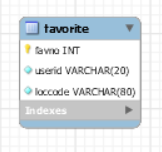 favorite
favno INT
userid VARCHAR(20)
loccode VARCHAR(80)
Indexes